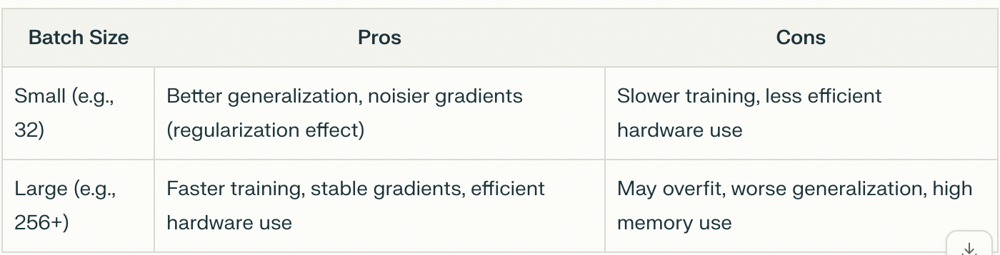 Batch Size Pros Cons
Small (e.g., Better generalization, noisier gradients Slower training, less efficient
32) (regularization effect) hardware use
Large (e.g., Faster training, stable gradients, efficient May overfit, worse generalization, high
256+) hardware use memory use